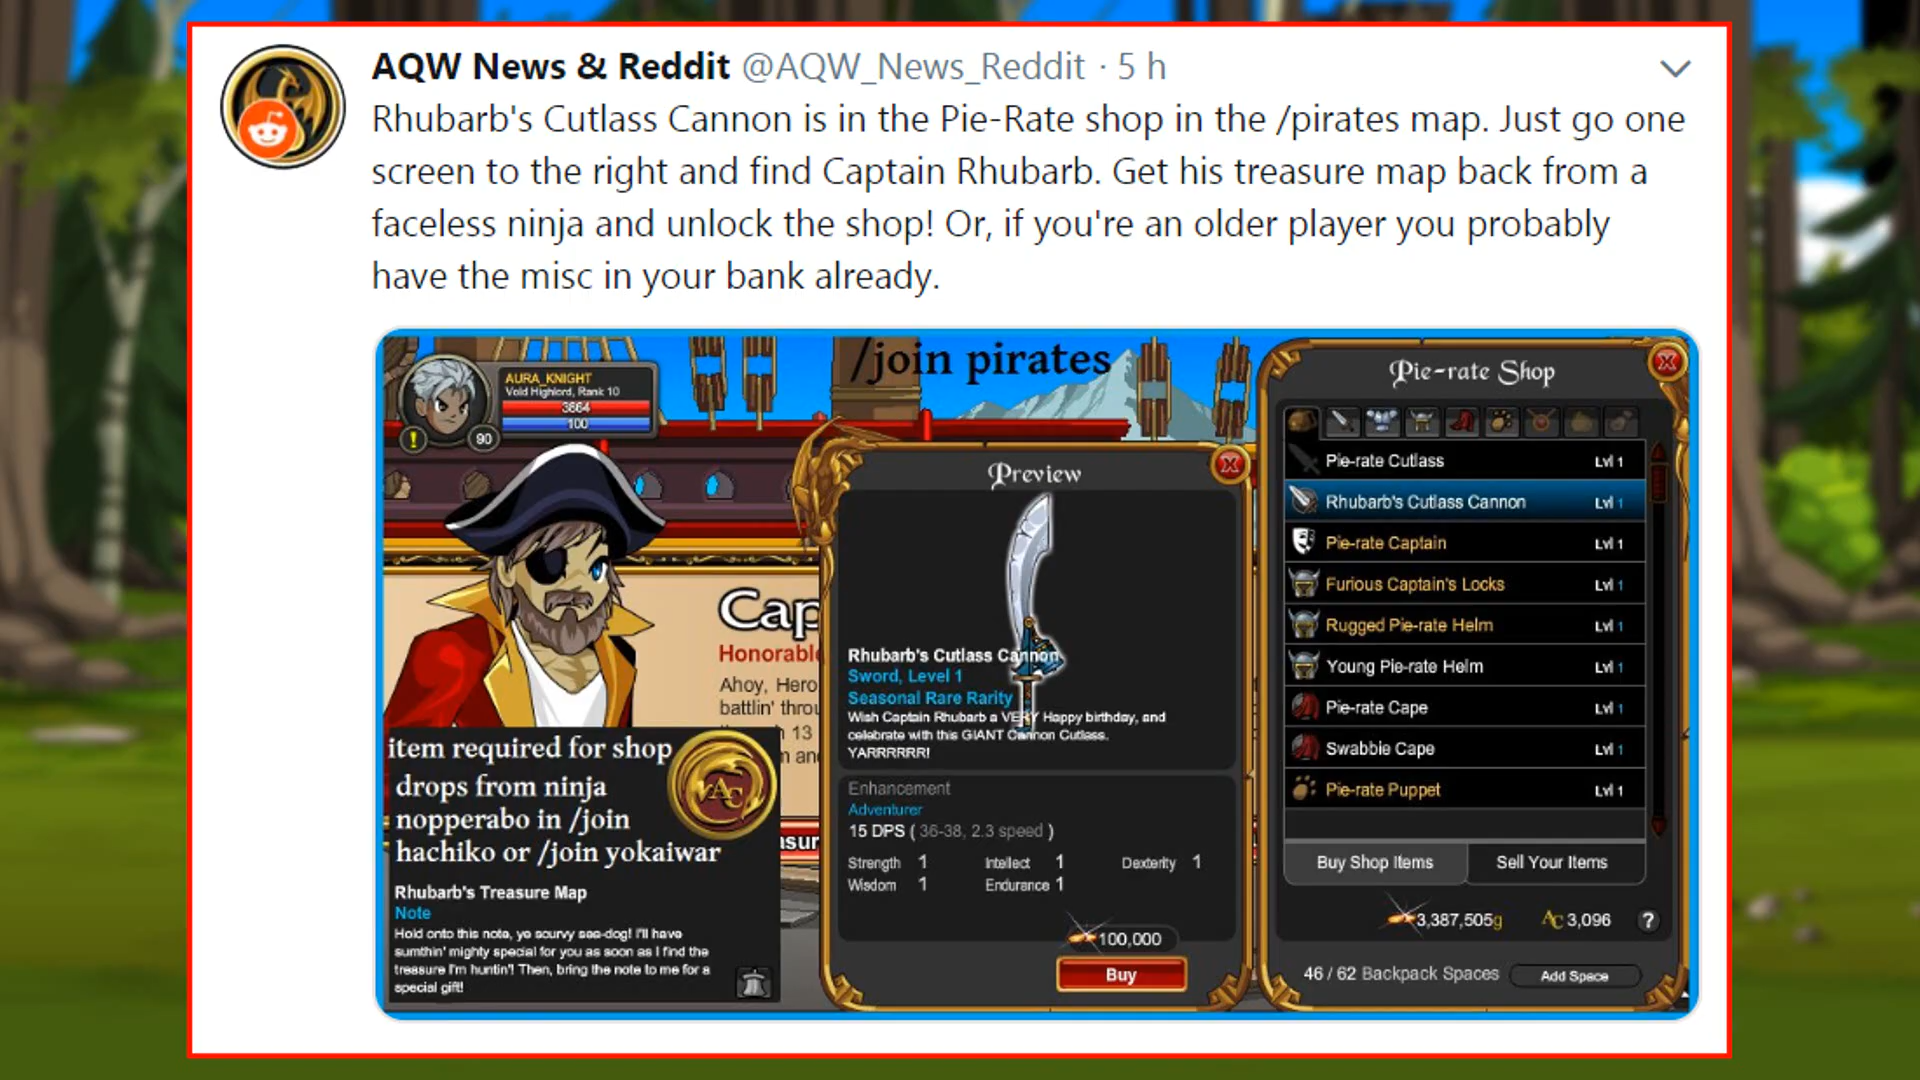 AQW News & Reddit @AQW_News_Reddit · 5 h
Rhubarb's Cutlass Cannon is in the Pie-Rate shop in the /pirates map. Just go one
screen to the right and find Captain Rhubarb. Get his treasure map back from a
faceless ninja and unlock the shop! Or, if you're an older player you probably
have the misc in your bank already.
/join pirates
AURA_KNIGHT
Void Highlord, Rank 10
3864
100
90
Cap
Honorable
Ahoy, Hero
battlin' throu
13
item required for shop
drops from ninja
nopperabo in /join
hachiko or /join yokaiwar
AC
Rhubarb's Treasure Map
Note
Hold onto this note, ye scurvy sea-dog! I'll have
sumthin' mighty special for you as soon as I find the
treasure I'm huntin'! Then, bring the note to me for a
special gift!
Preview
Rhubarb's Cutlass Cannon
Sword, Level 1
Seasonal Rare Rarity
Wish Captain Rhubarb a VERY Happy birthday, and
celebrate with this GIANT Cannon Cutlass.
YARRRRRR!
Enhancement
Adventurer
15 DPS ( 36-38, 2.3 speed )
Strength 1 Intellect 1 Dexterity 1
Wisdom 1 Endurance 1
100,000
Buy
Pie-rate Shop
Pie-rate Cutlass Lvl 1
Rhubarb's Cutlass Cannon Lvl 1
Pie-rate Captain Lvl 1
Furious Captain's Locks Lvl 1
Rugged Pie-rate Helm Lvl 1
Young Pie-rate Helm Lvl 1
Pie-rate Cape Lvl 1
Swabbie Cape Lvl 1
Pie-rate Puppet Lvl 1
Buy Shop Items Sell Your Items
3,387,505g AC 3,096 ?
46 / 62 Backpack Spaces Add Space